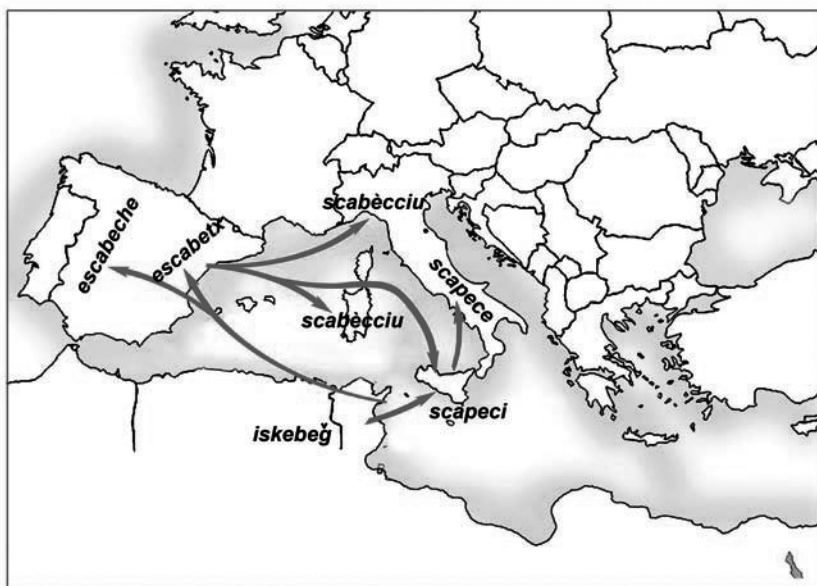 scabècciu
escabeche
escabetx
scapece
scabècciu
scapeci
iskebeğ